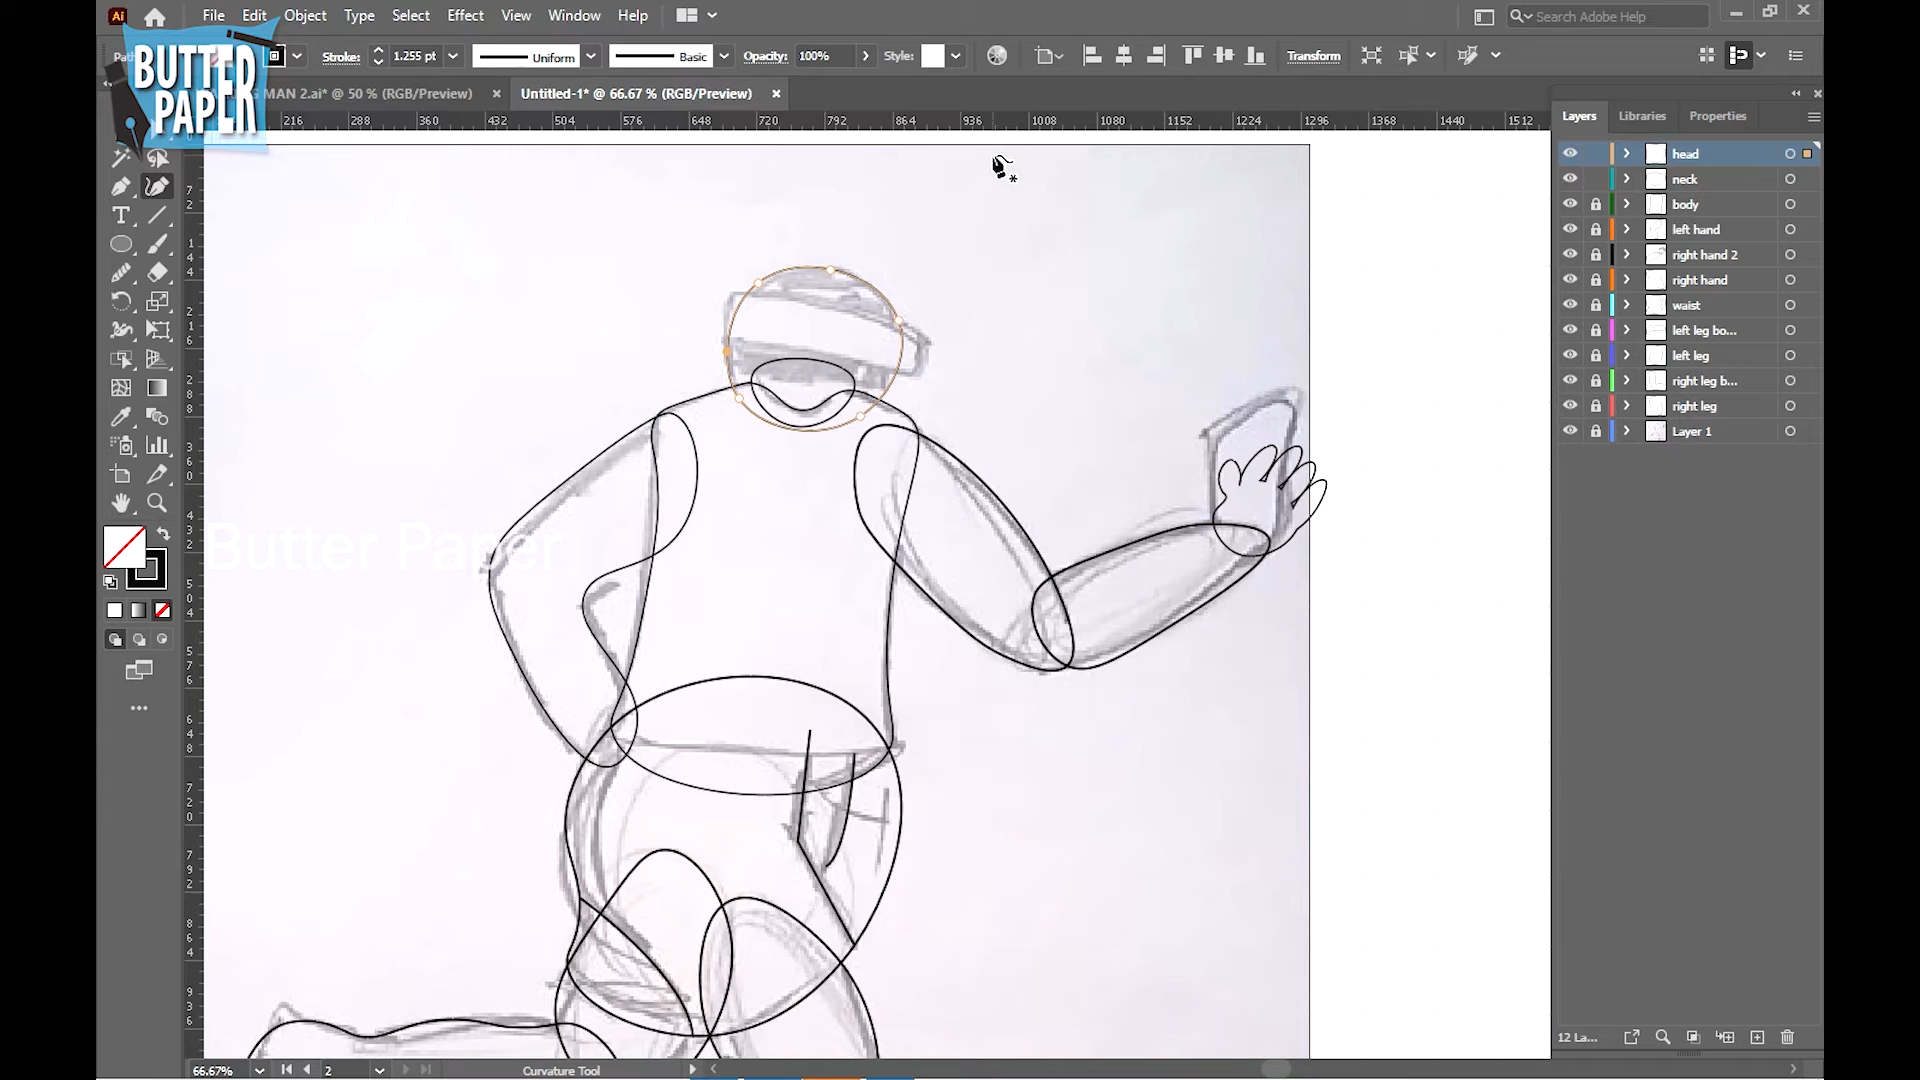 Ai File Edit Object Type Select Effect View Window Help Search Adobe Help
Stroke: 1.255 pt Uniform Basic Opacity: 100% Style: Transform
BUTTER
PAPER
MAN 2.ai* @ 50 % (RGB/Preview) × Untitled-1* @ 66.67 % (RGB/Preview) ×
216 288 360 432 504 576 648 720 792 864 936 1008 1080 1152 1224 1296 1368 1440 1512
Layers Libraries Properties
head
neck
body
left hand
right hand 2
right hand
waist
left leg bo...
left leg
right leg b...
right leg
Layer 1
Butter Paper
12 La...
66.67% 2 Curvature Tool